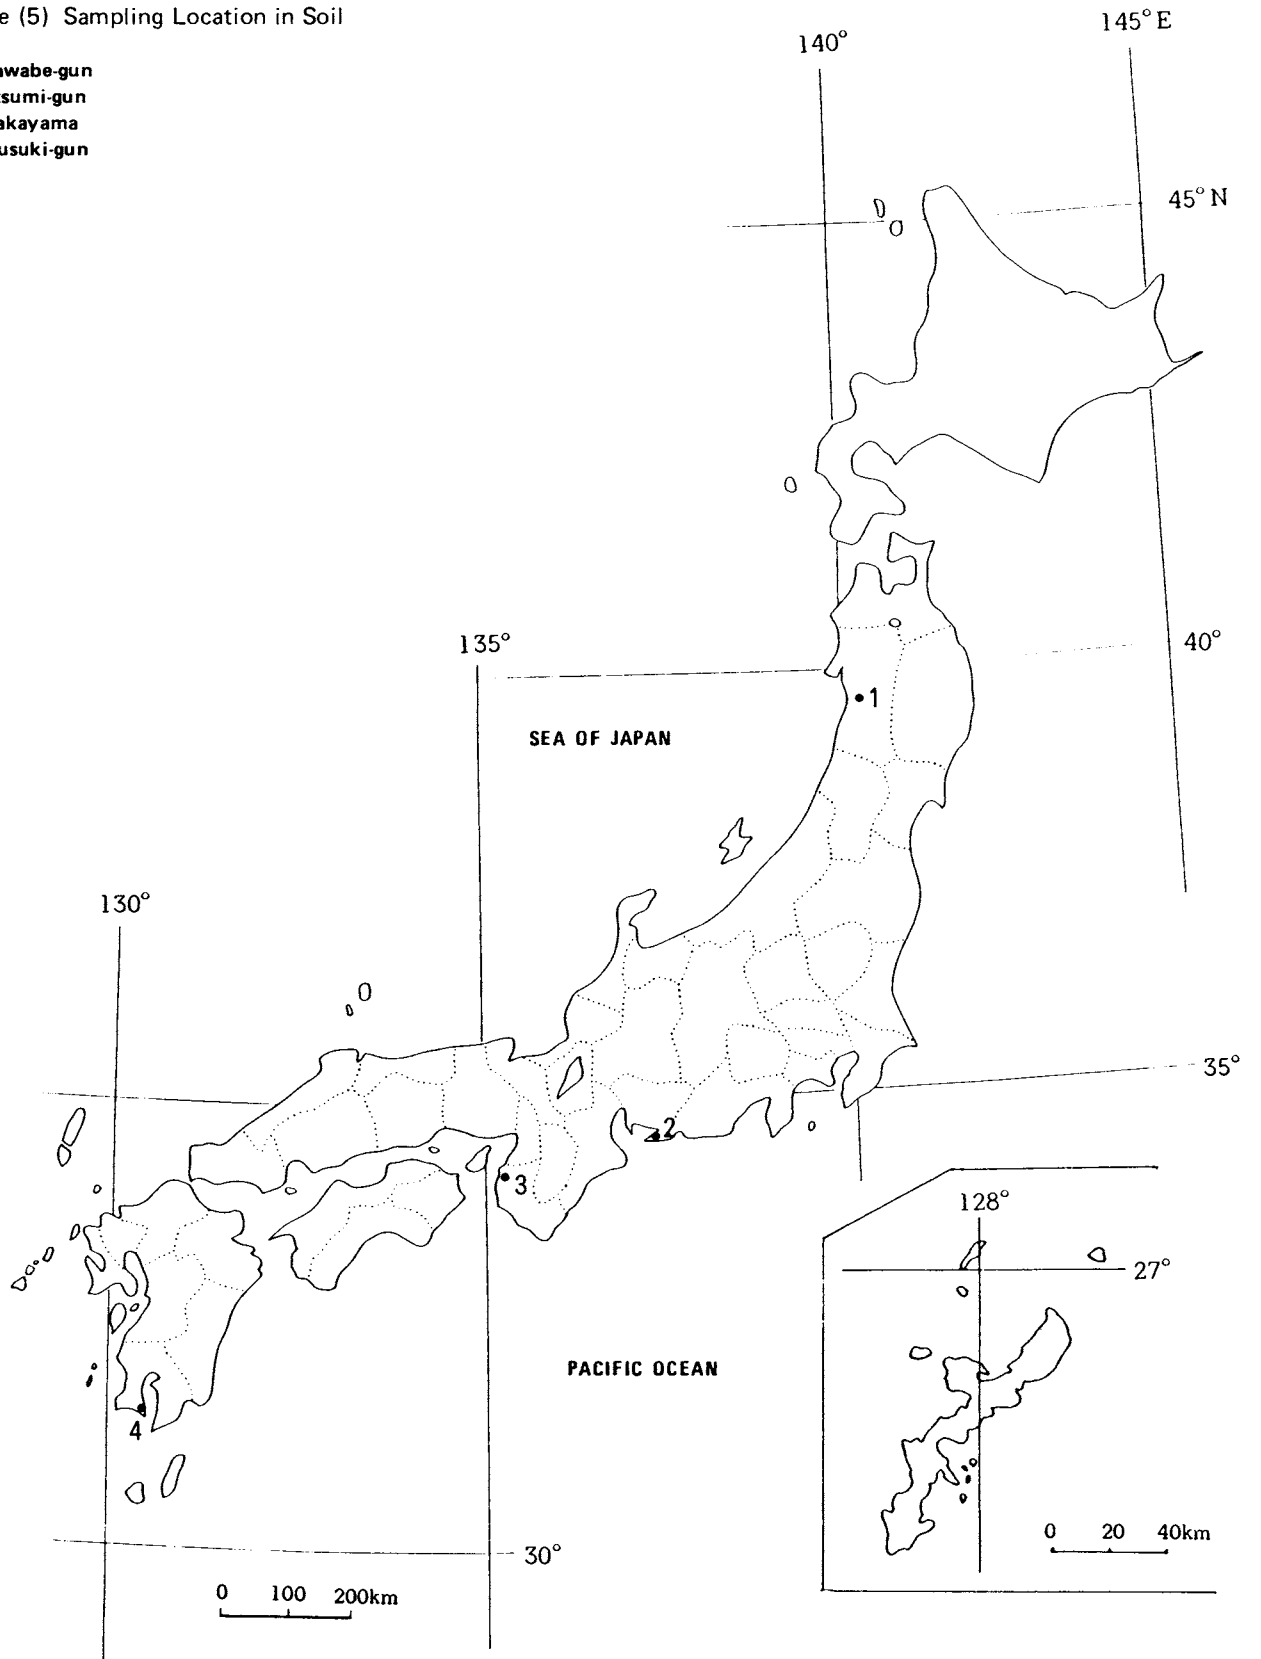 e (5) Sampling Location in Soil
awabe-gun
tsumi-gun
akayama
usuki-gun
145° E
140°
45° N
135°
40°
1
SEA OF JAPAN
130°
35°
2
3
128°
27°
PACIFIC OCEAN
4
30°
0 20 40km
0 100 200km